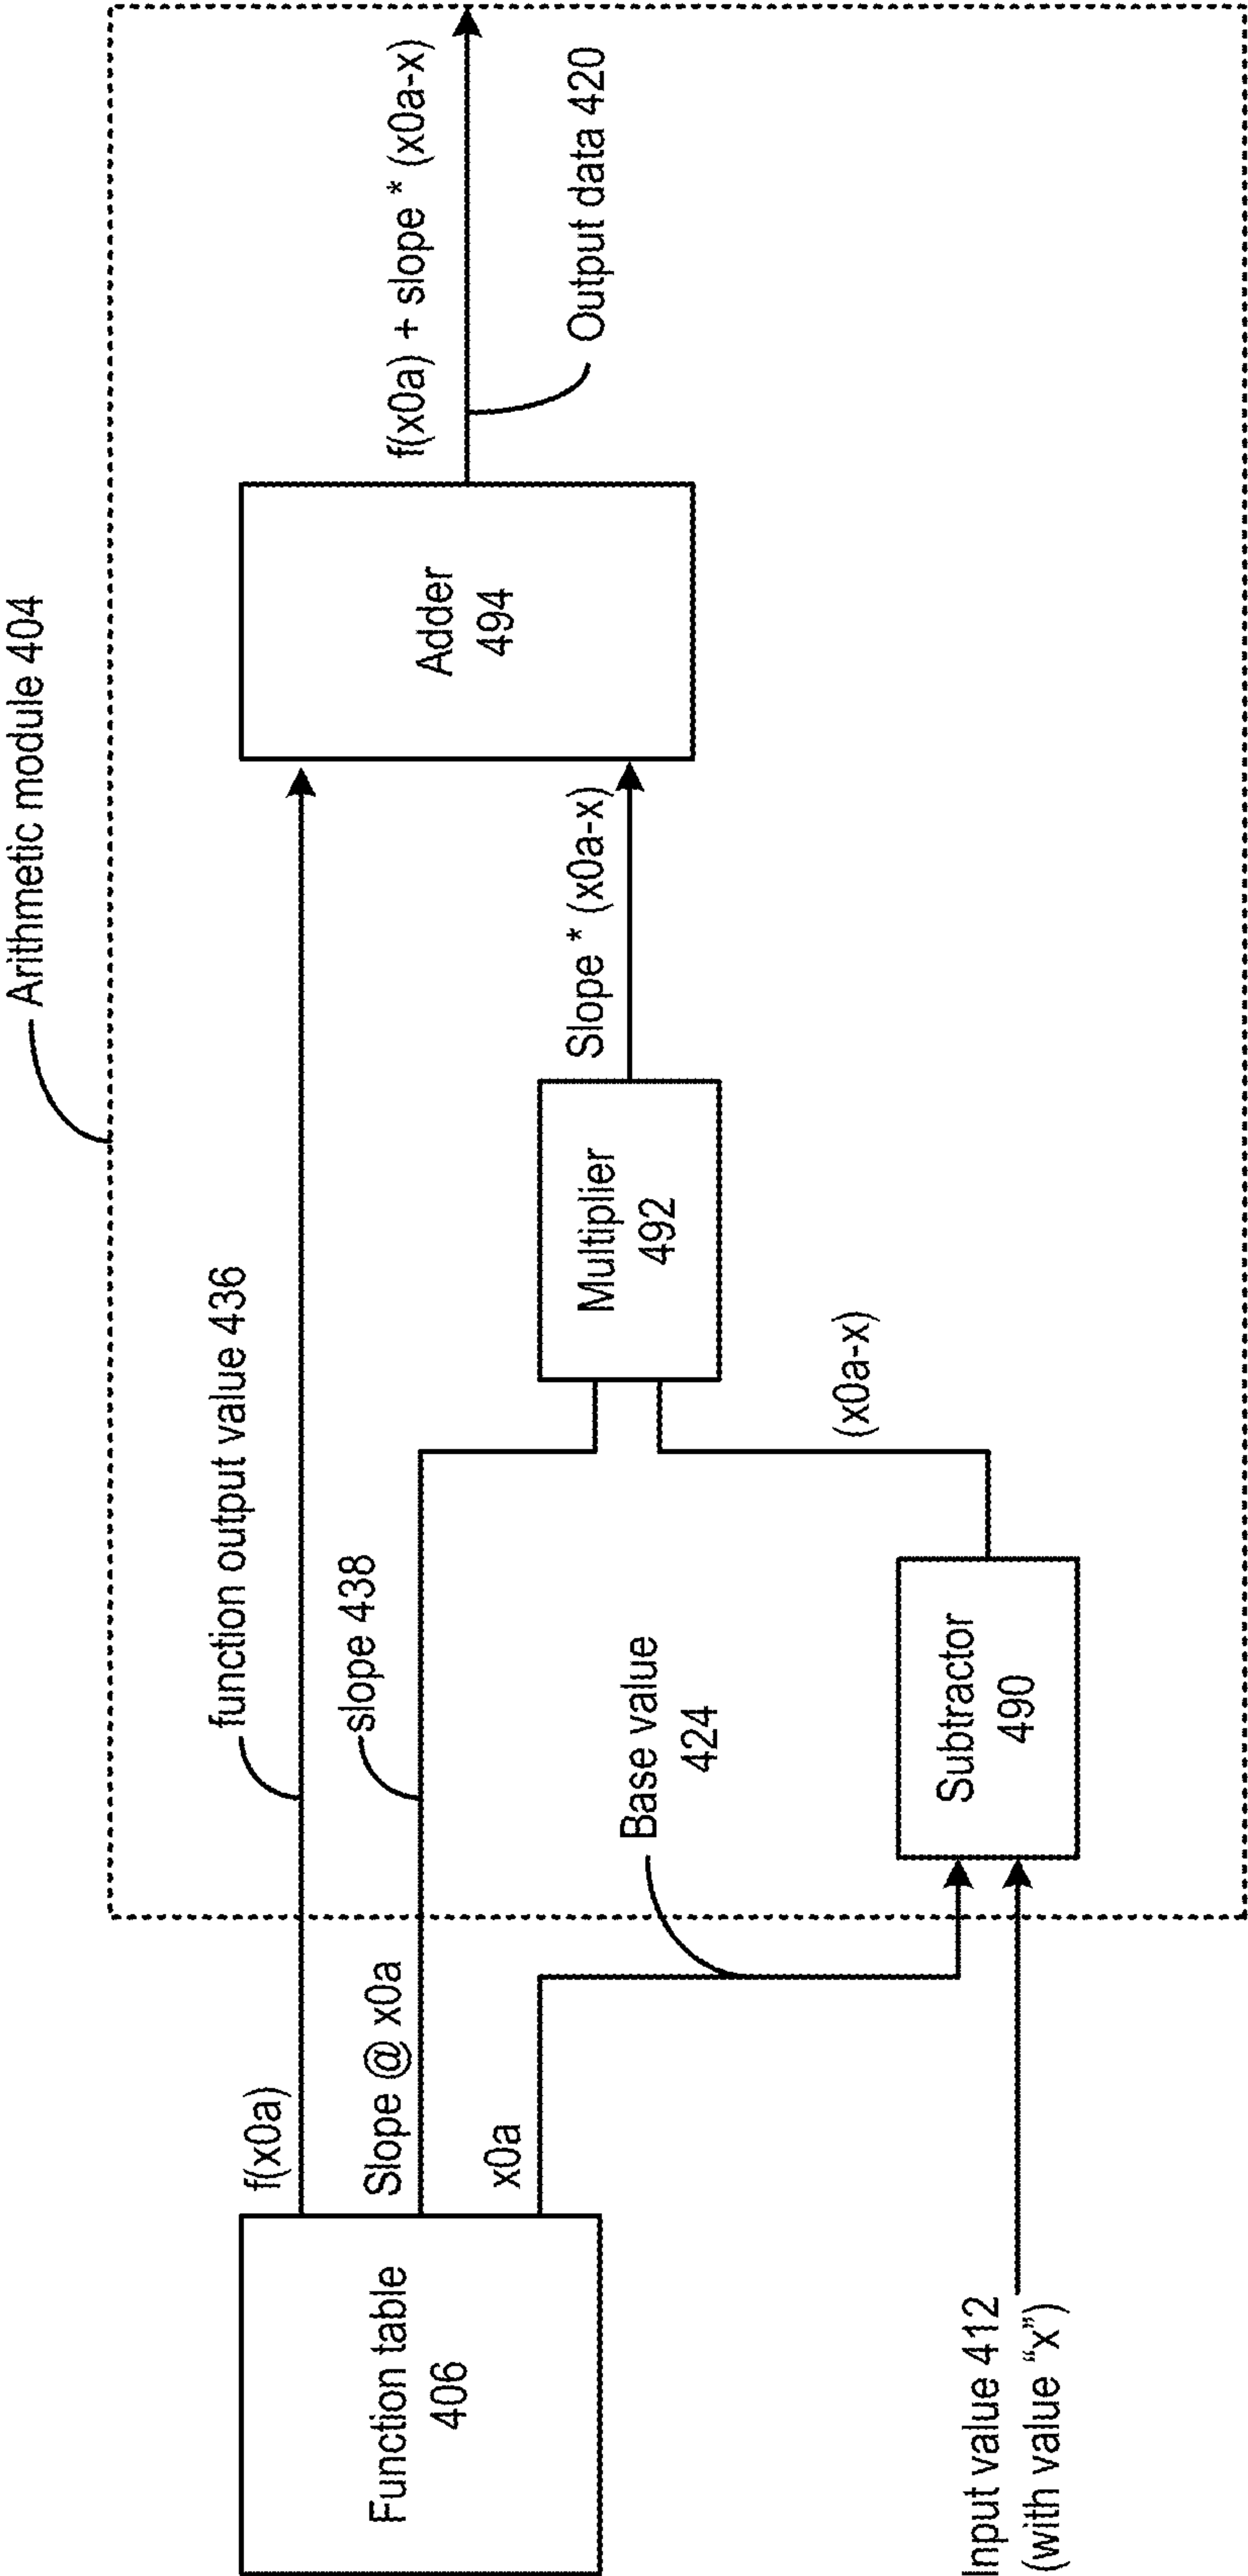 Arithmetic module 404
Function table
406
f(x0a)
function output value 436
Slope @ x0a
slope 438
x0a
Base value
424
Input value 412
(with value “x”)
Subtractor
490
(x0a-x)
Multiplier
492
Slope * (x0a-x)
Adder
494
f(x0a) + slope * (x0a-x)
Output data 420